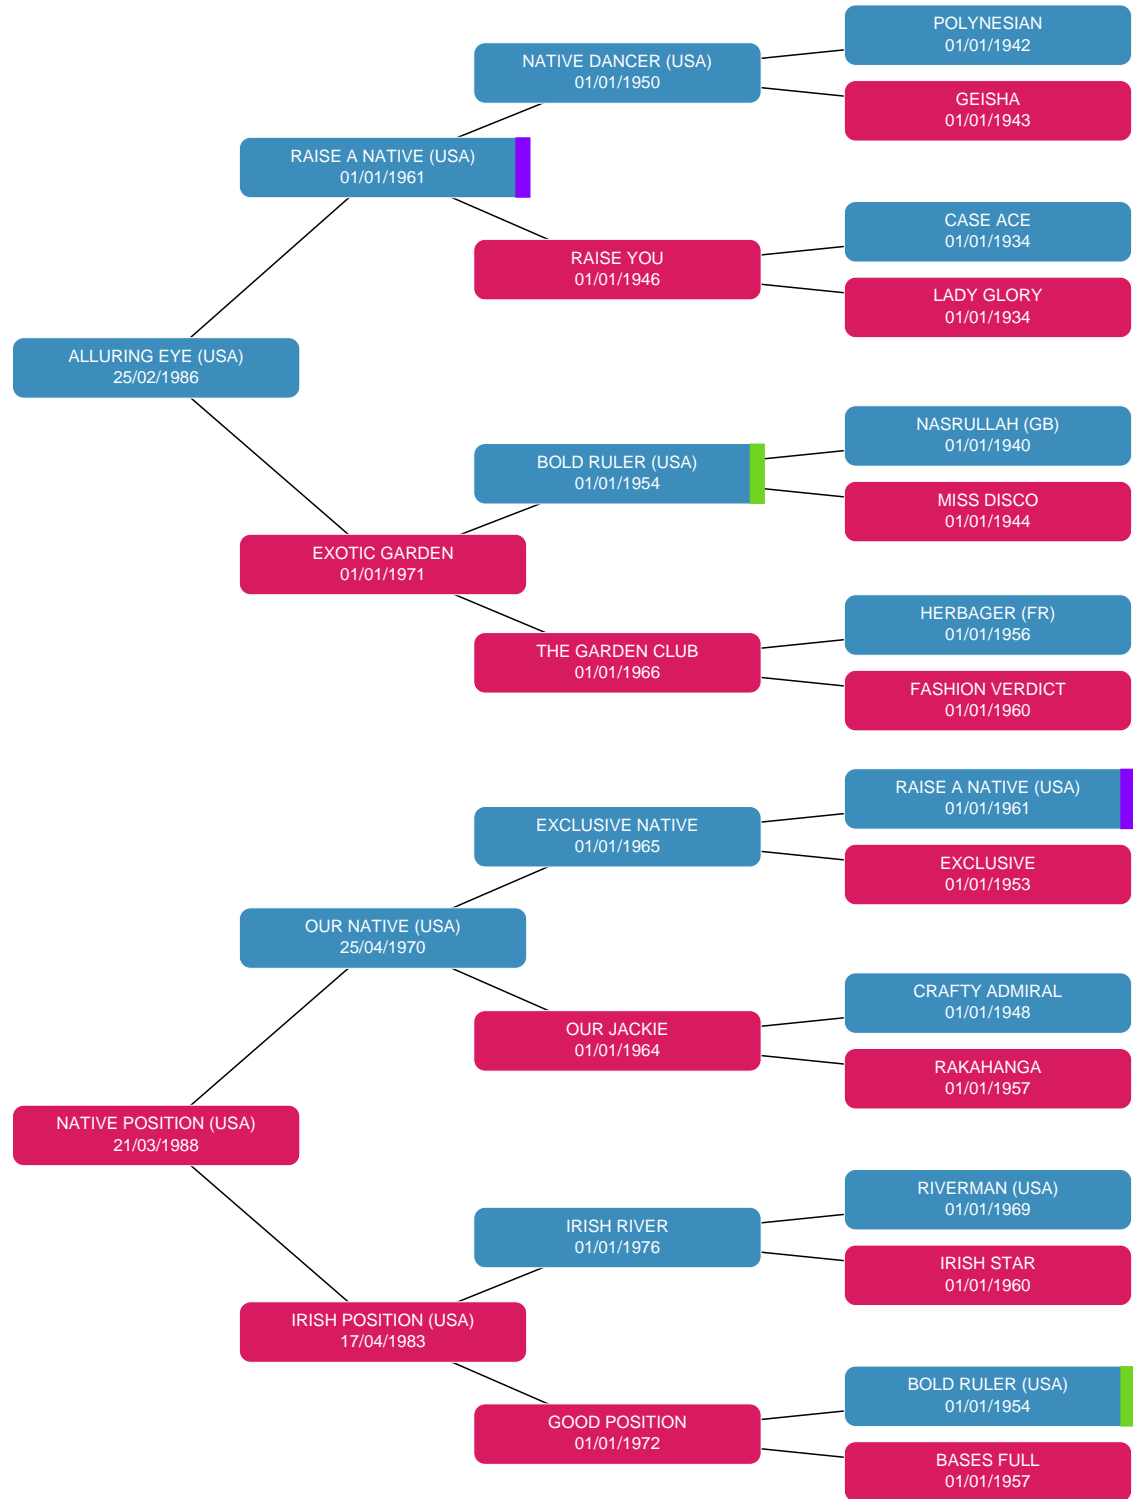 POLYNESIAN
01/01/1942
NATIVE DANCER (USA)
01/01/1950
GEISHA
01/01/1943
RAISE A NATIVE (USA)
01/01/1961
CASE ACE
01/01/1934
RAISE YOU
01/01/1946
LADY GLORY
01/01/1934
ALLURING EYE (USA)
25/02/1986
NASRULLAH (GB)
01/01/1940
BOLD RULER (USA)
01/01/1954
MISS DISCO
01/01/1944
EXOTIC GARDEN
01/01/1971
HERBAGER (FR)
01/01/1956
THE GARDEN CLUB
01/01/1966
FASHION VERDICT
01/01/1960
RAISE A NATIVE (USA)
01/01/1961
EXCLUSIVE NATIVE
01/01/1965
EXCLUSIVE
01/01/1953
OUR NATIVE (USA)
25/04/1970
CRAFTY ADMIRAL
01/01/1948
OUR JACKIE
01/01/1964
RAKAHANGA
01/01/1957
NATIVE POSITION (USA)
21/03/1988
RIVERMAN (USA)
01/01/1969
IRISH RIVER
01/01/1976
IRISH STAR
01/01/1960
IRISH POSITION (USA)
17/04/1983
BOLD RULER (USA)
01/01/1954
GOOD POSITION
01/01/1972
BASES FULL
01/01/1957